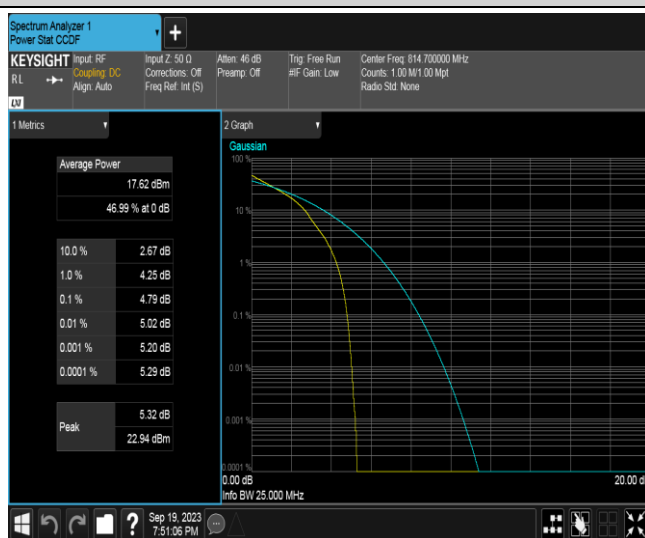 Spectrum Analyzer 1
Power Stat CCDF
+
KEYSIGHT
RL
LXI
Input: RF
Coupling: DC
Align: Auto
Input Z: 50 Ω
Corrections: Off
Freq Ref: Int (S)
Atten: 46 dB
Preamp: Off
Trig: Free Run
#IF Gain: Low
Center Freq: 814.700000 MHz
Counts: 1.00 M/1.00 Mpt
Radio Std: None
1 Metrics
Average Power
17.62 dBm
46.99 % at 0 dB
10.0 % 2.67 dB
1.0 % 4.25 dB
0.1 % 4.79 dB
0.01 % 5.02 dB
0.001 % 5.20 dB
0.0001 % 5.29 dB
Peak
5.32 dB
22.94 dBm
2 Graph
Gaussian
100 %
10 %
1 %
0.1 %
0.01 %
0.001 %
0.0001 %
0.00 dB
20.00 d
Info BW 25.000 MHz
?
Sep 19, 2023
7:51:06 PM